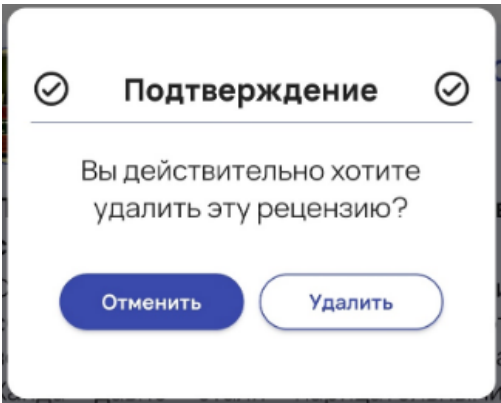 Подтверждение
Вы действительно хотите
удалить эту рецензию?
Отменить Удалить